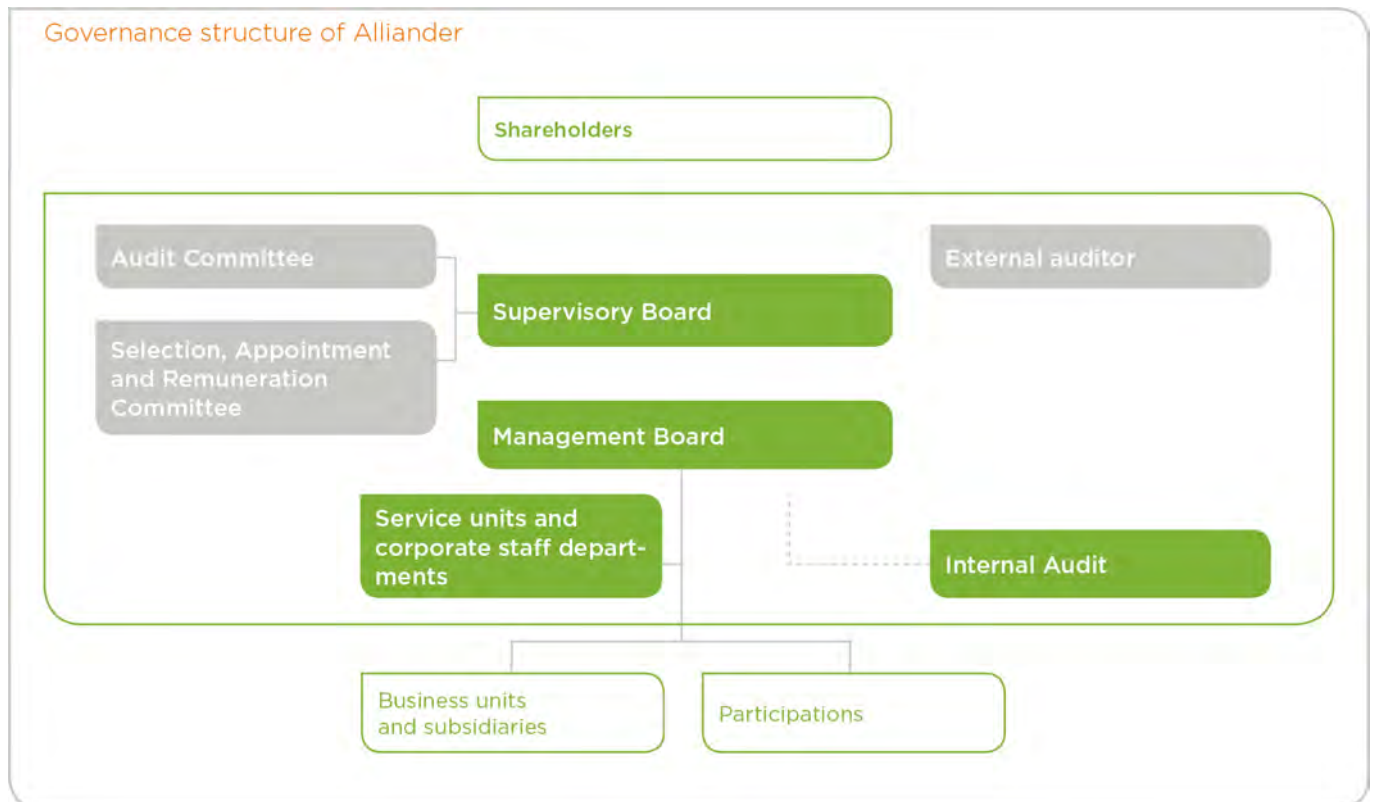 Governance structure of Alliander
Shareholders
Audit Committee
External auditor
Supervisory Board
Selection, Appointment
and Remuneration
Committee
Management Board
Service units and
corporate staff depart-
ments
Internal Audit
Business units
and subsidiaries
Participations